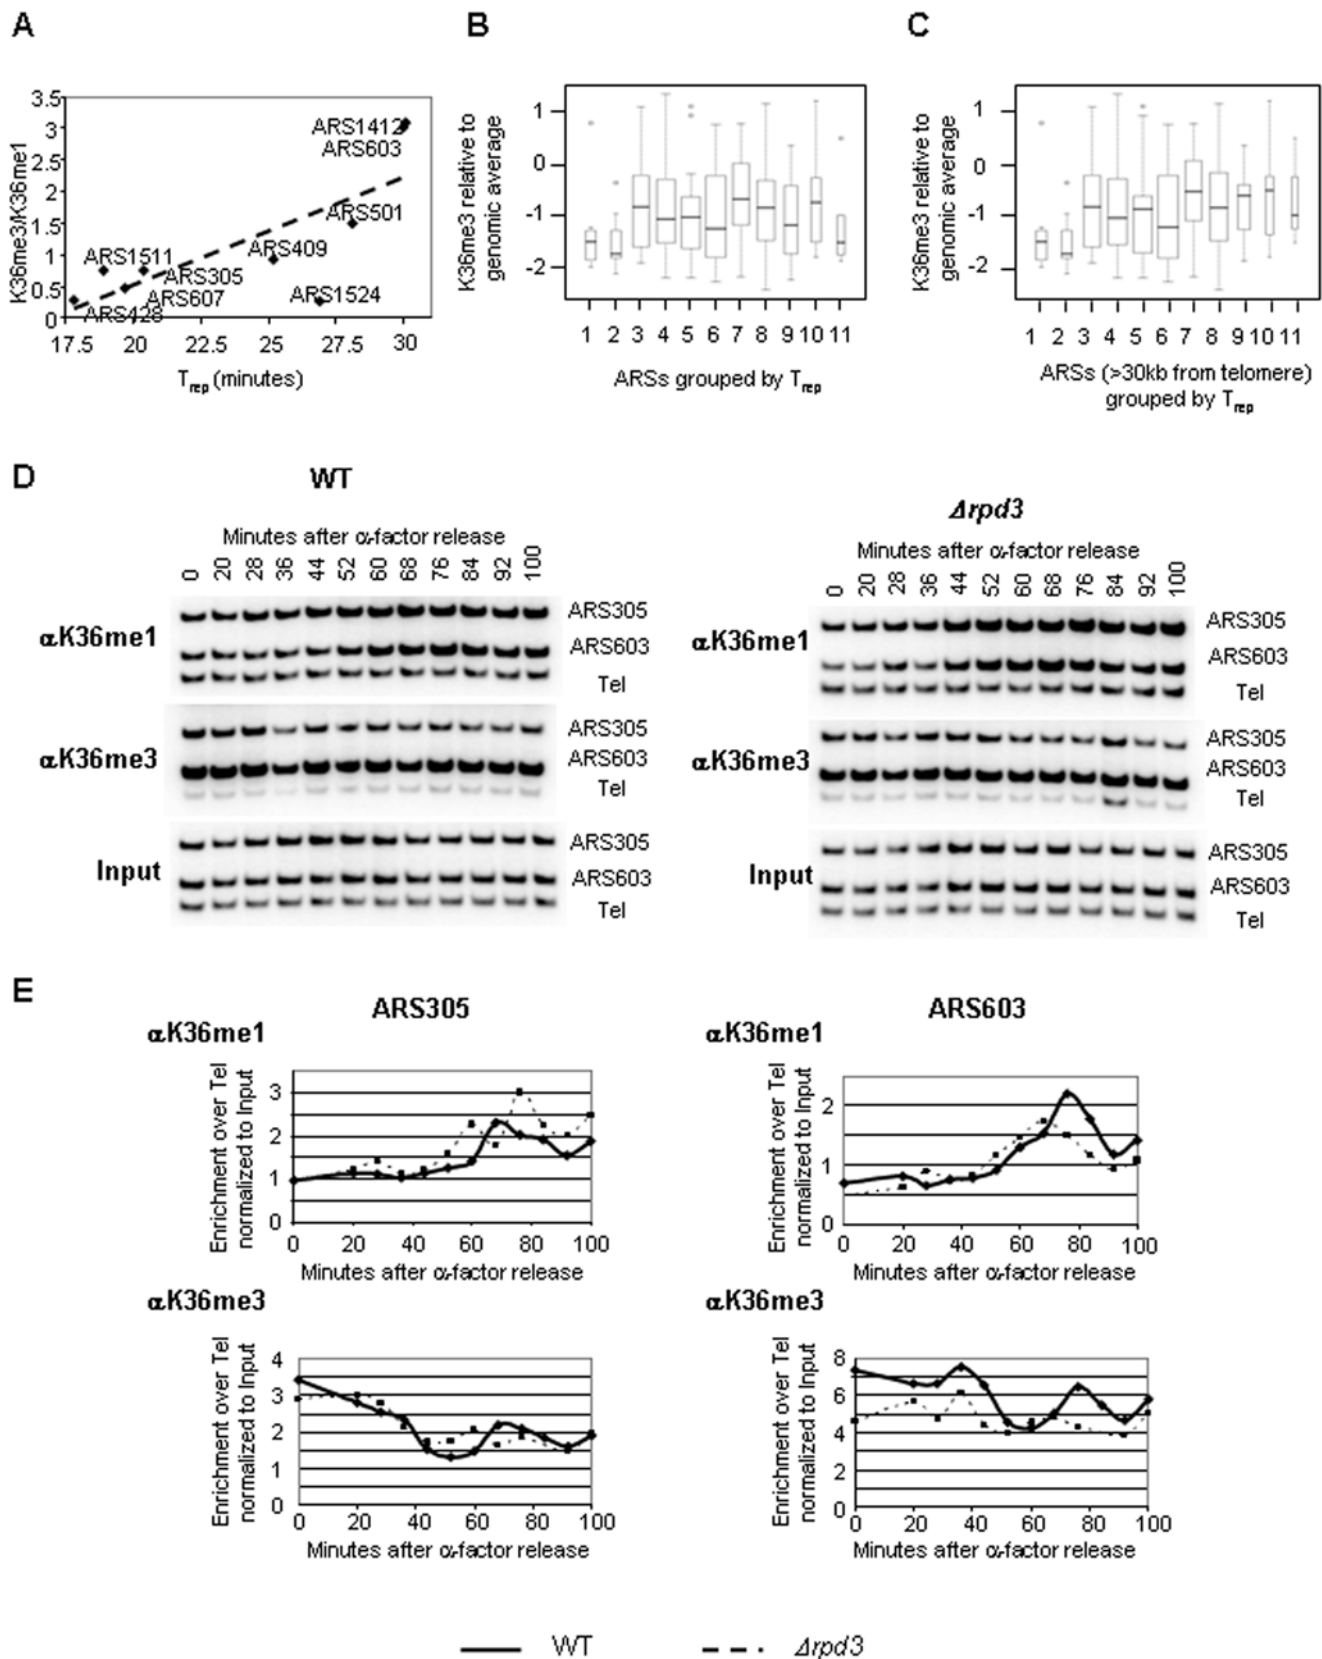 A
B
C
K36me3/K36me1
3.5
3
2.5
2
1.5
1
0.5
0
ARS1412
ARS603
ARS501
ARS409
ARS1511
ARS305
ARS607
ARS1524
ARS428
17.5 20 22.5 25 27.5 30
Trep (minutes)
K36me3 relative to
genomic average
1
0
-1
-2
1 2 3 4 5 6 7 8 9 10 11
ARSs grouped by Trep
K36me3 relative to
genomic average
1
0
-1
-2
1 2 3 4 5 6 7 8 9 10 11
ARSs (>30kb from telomere)
grouped by Trep
D
WT
Minutes after α-factor release
0 20 28 36 44 52 60 68 76 84 92 100
αK36me1
ARS305
ARS603
Tel
αK36me3
ARS305
ARS603
Tel
Input
ARS305
ARS603
Tel
Δrpd3
Minutes after α-factor release
0 20 28 36 44 52 60 68 76 84 92 100
αK36me1
ARS305
ARS603
Tel
αK36me3
ARS305
ARS603
Tel
Input
ARS305
ARS603
Tel
E
ARS305
αK36me1
Enrichment over Tel
normalized to Input
3
2
1
0
0 20 40 60 80 100
Minutes after α-factor release
ARS603
αK36me1
Enrichment over Tel
normalized to Input
2
1
0
0 20 40 60 80 100
Minutes after α-factor release
αK36me3
Enrichment over Tel
normalized to Input
4
3
2
1
0
0 20 40 60 80 100
Minutes after α-factor release
αK36me3
Enrichment over Tel
normalized to Input
8
6
4
2
0
0 20 40 60 80 100
Minutes after α-factor release
WT
Δrpd3